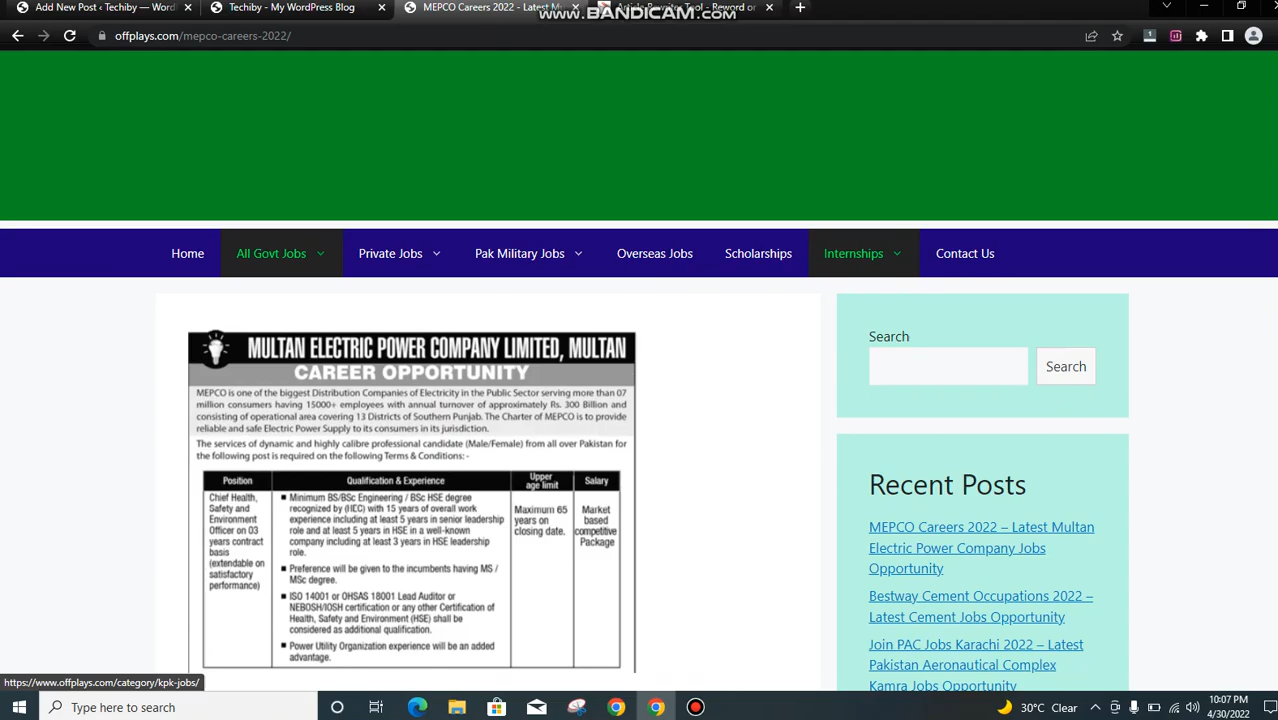 Add New Post ‹ Techiby — Word
Techiby - My WordPress Blog
MEPCO Careers 2022 - Latest Mu
Article Rewriter Tool - Reword or
www.BANDICAM.com
offplays.com/mepco-careers-2022/
Home
All Govt Jobs
Private Jobs
Pak Military Jobs
Overseas Jobs
Scholarships
Internships
Contact Us
MULTAN ELECTRIC POWER COMPANY LIMITED, MULTAN
CAREER OPPORTUNITY
MEPCO is one of the biggest Distribution Companies of Electricity in the Public Sector serving more than 07
million consumers having 15000+ employees with annual turnover of approximately Rs. 300 Billion and
consisting of operational area covering 13 Districts of Southern Punjab. The Charter of MEPCO is to provide
reliable and safe Electric Power Supply to its consumers in its jurisdiction.
The services of dynamic and highly calibre professional candidate (Male/Female) from all over Pakistan for
the following post is required on the following Terms & Conditions: -
Position
Qualification & Experience
Upper
age limit
Salary
Chief Health,
Safety and
Environment
Officer on 03
years contract
basis
(extendable on
satisfactory
performance)
■ Minimum BS/BSc Engineering / BSc HSE degree
recognized by (HEC) with 15 years of overall work
experience including at least 5 years in senior leadership
role and at least 5 years in HSE in a well-known
company including at least 3 years in HSE leadership
role.
■ Preference will be given to the incumbents having MS /
MSc degree.
■ ISO 14001 or OHSAS 18001 Lead Auditor or
NEBOSH/IOSH certification or any other Certification of
Health, Safety and Environment (HSE) shall be
considered as additional qualification.
■ Power Utility Organization experience will be an added
advantage.
Maximum 65
years on
closing date.
Market
based
competitive
Package
Search
Search
Recent Posts
MEPCO Careers 2022 – Latest Multan
Electric Power Company Jobs
Opportunity
Bestway Cement Occupations 2022 –
Latest Cement Jobs Opportunity
Join PAC Jobs Karachi 2022 – Latest
Pakistan Aeronautical Complex
Kamra Jobs Opportunity
https://www.offplays.com/category/kpk-jobs/
Type here to search
30°C Clear
10:07 PM
4/30/2022